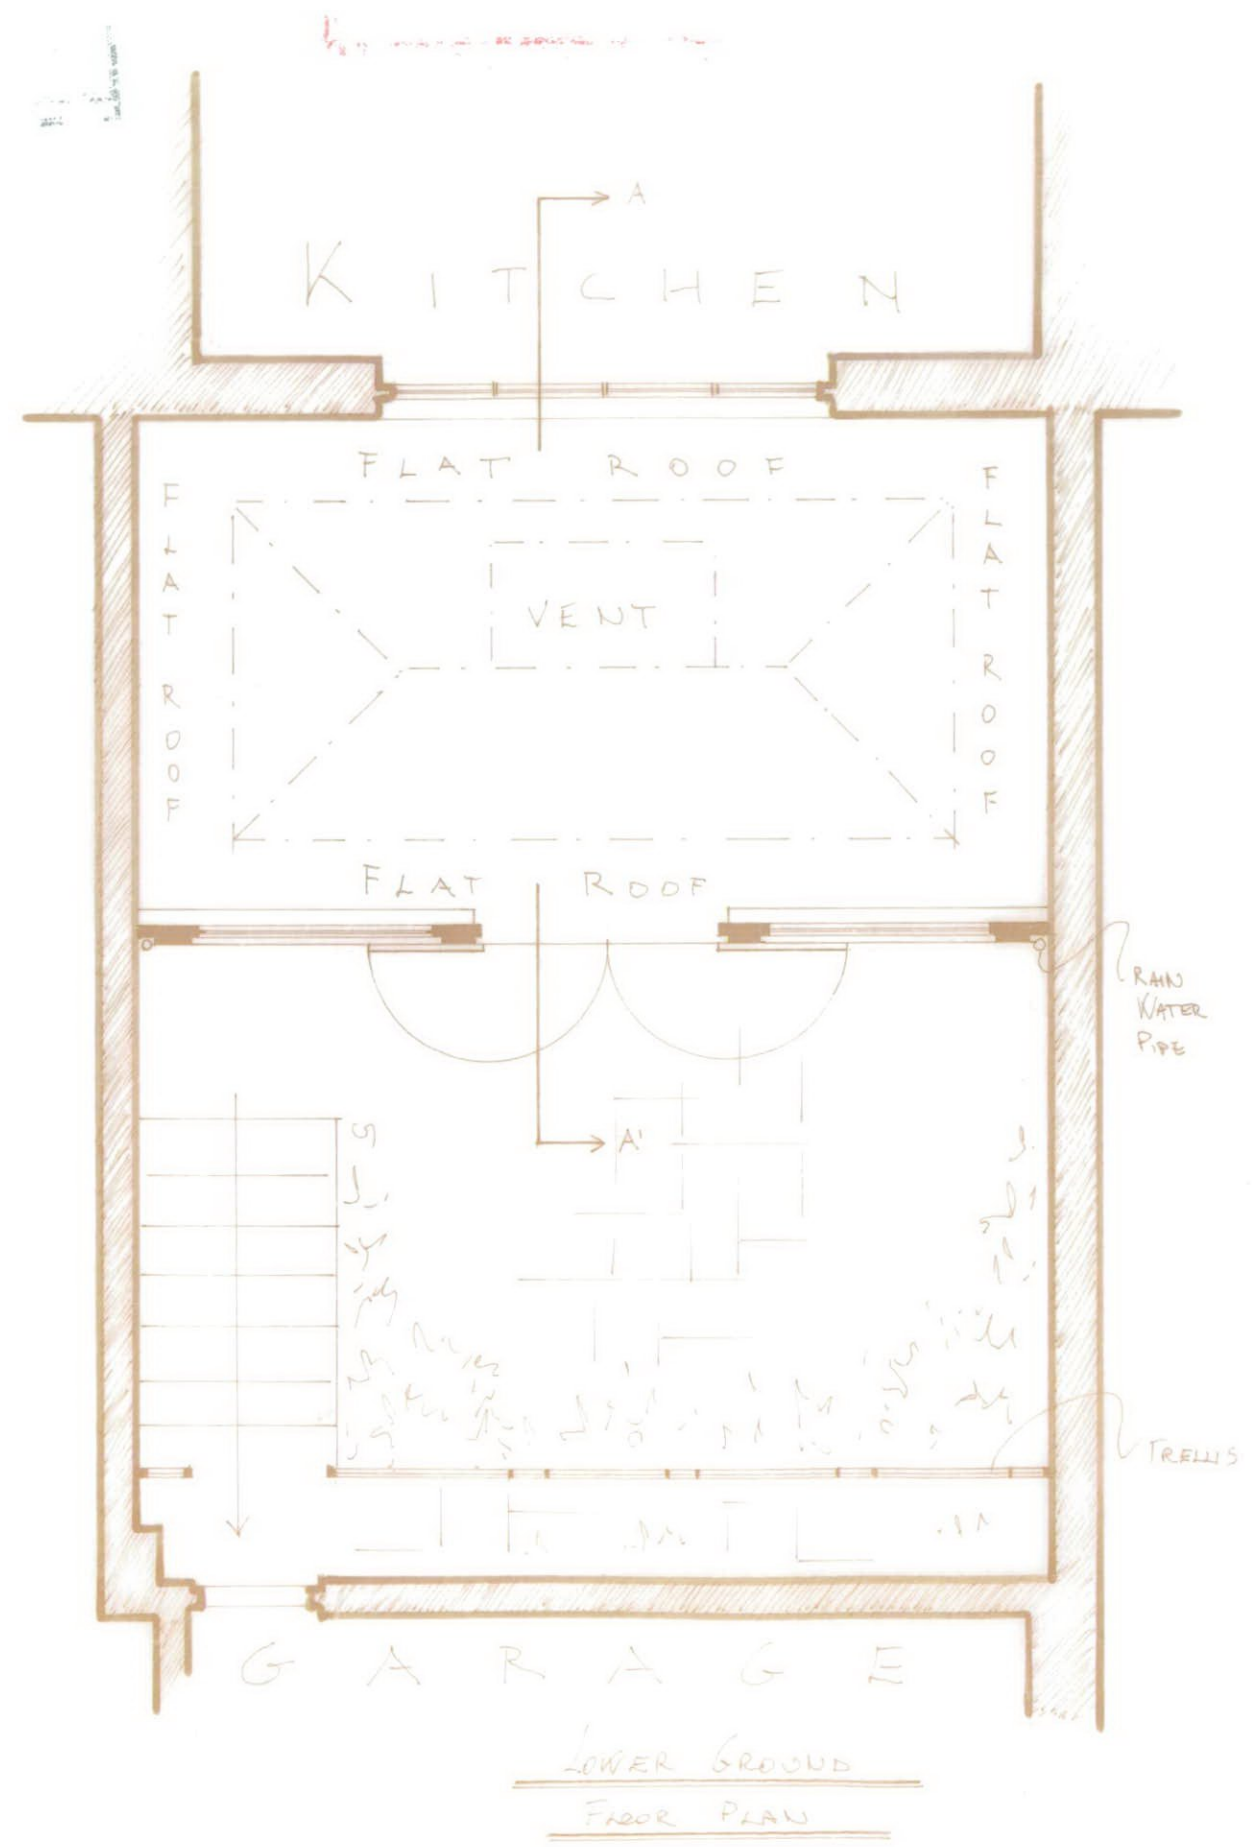 A
KITCHEN
FLAT ROOF
FLAT ROOF
FLAT ROOF
VENT
FLAT ROOF
RAIN
WATER
PIPE
A'
TRELLIS
GARAGE
LOWER GROUND
FLOOR PLAN